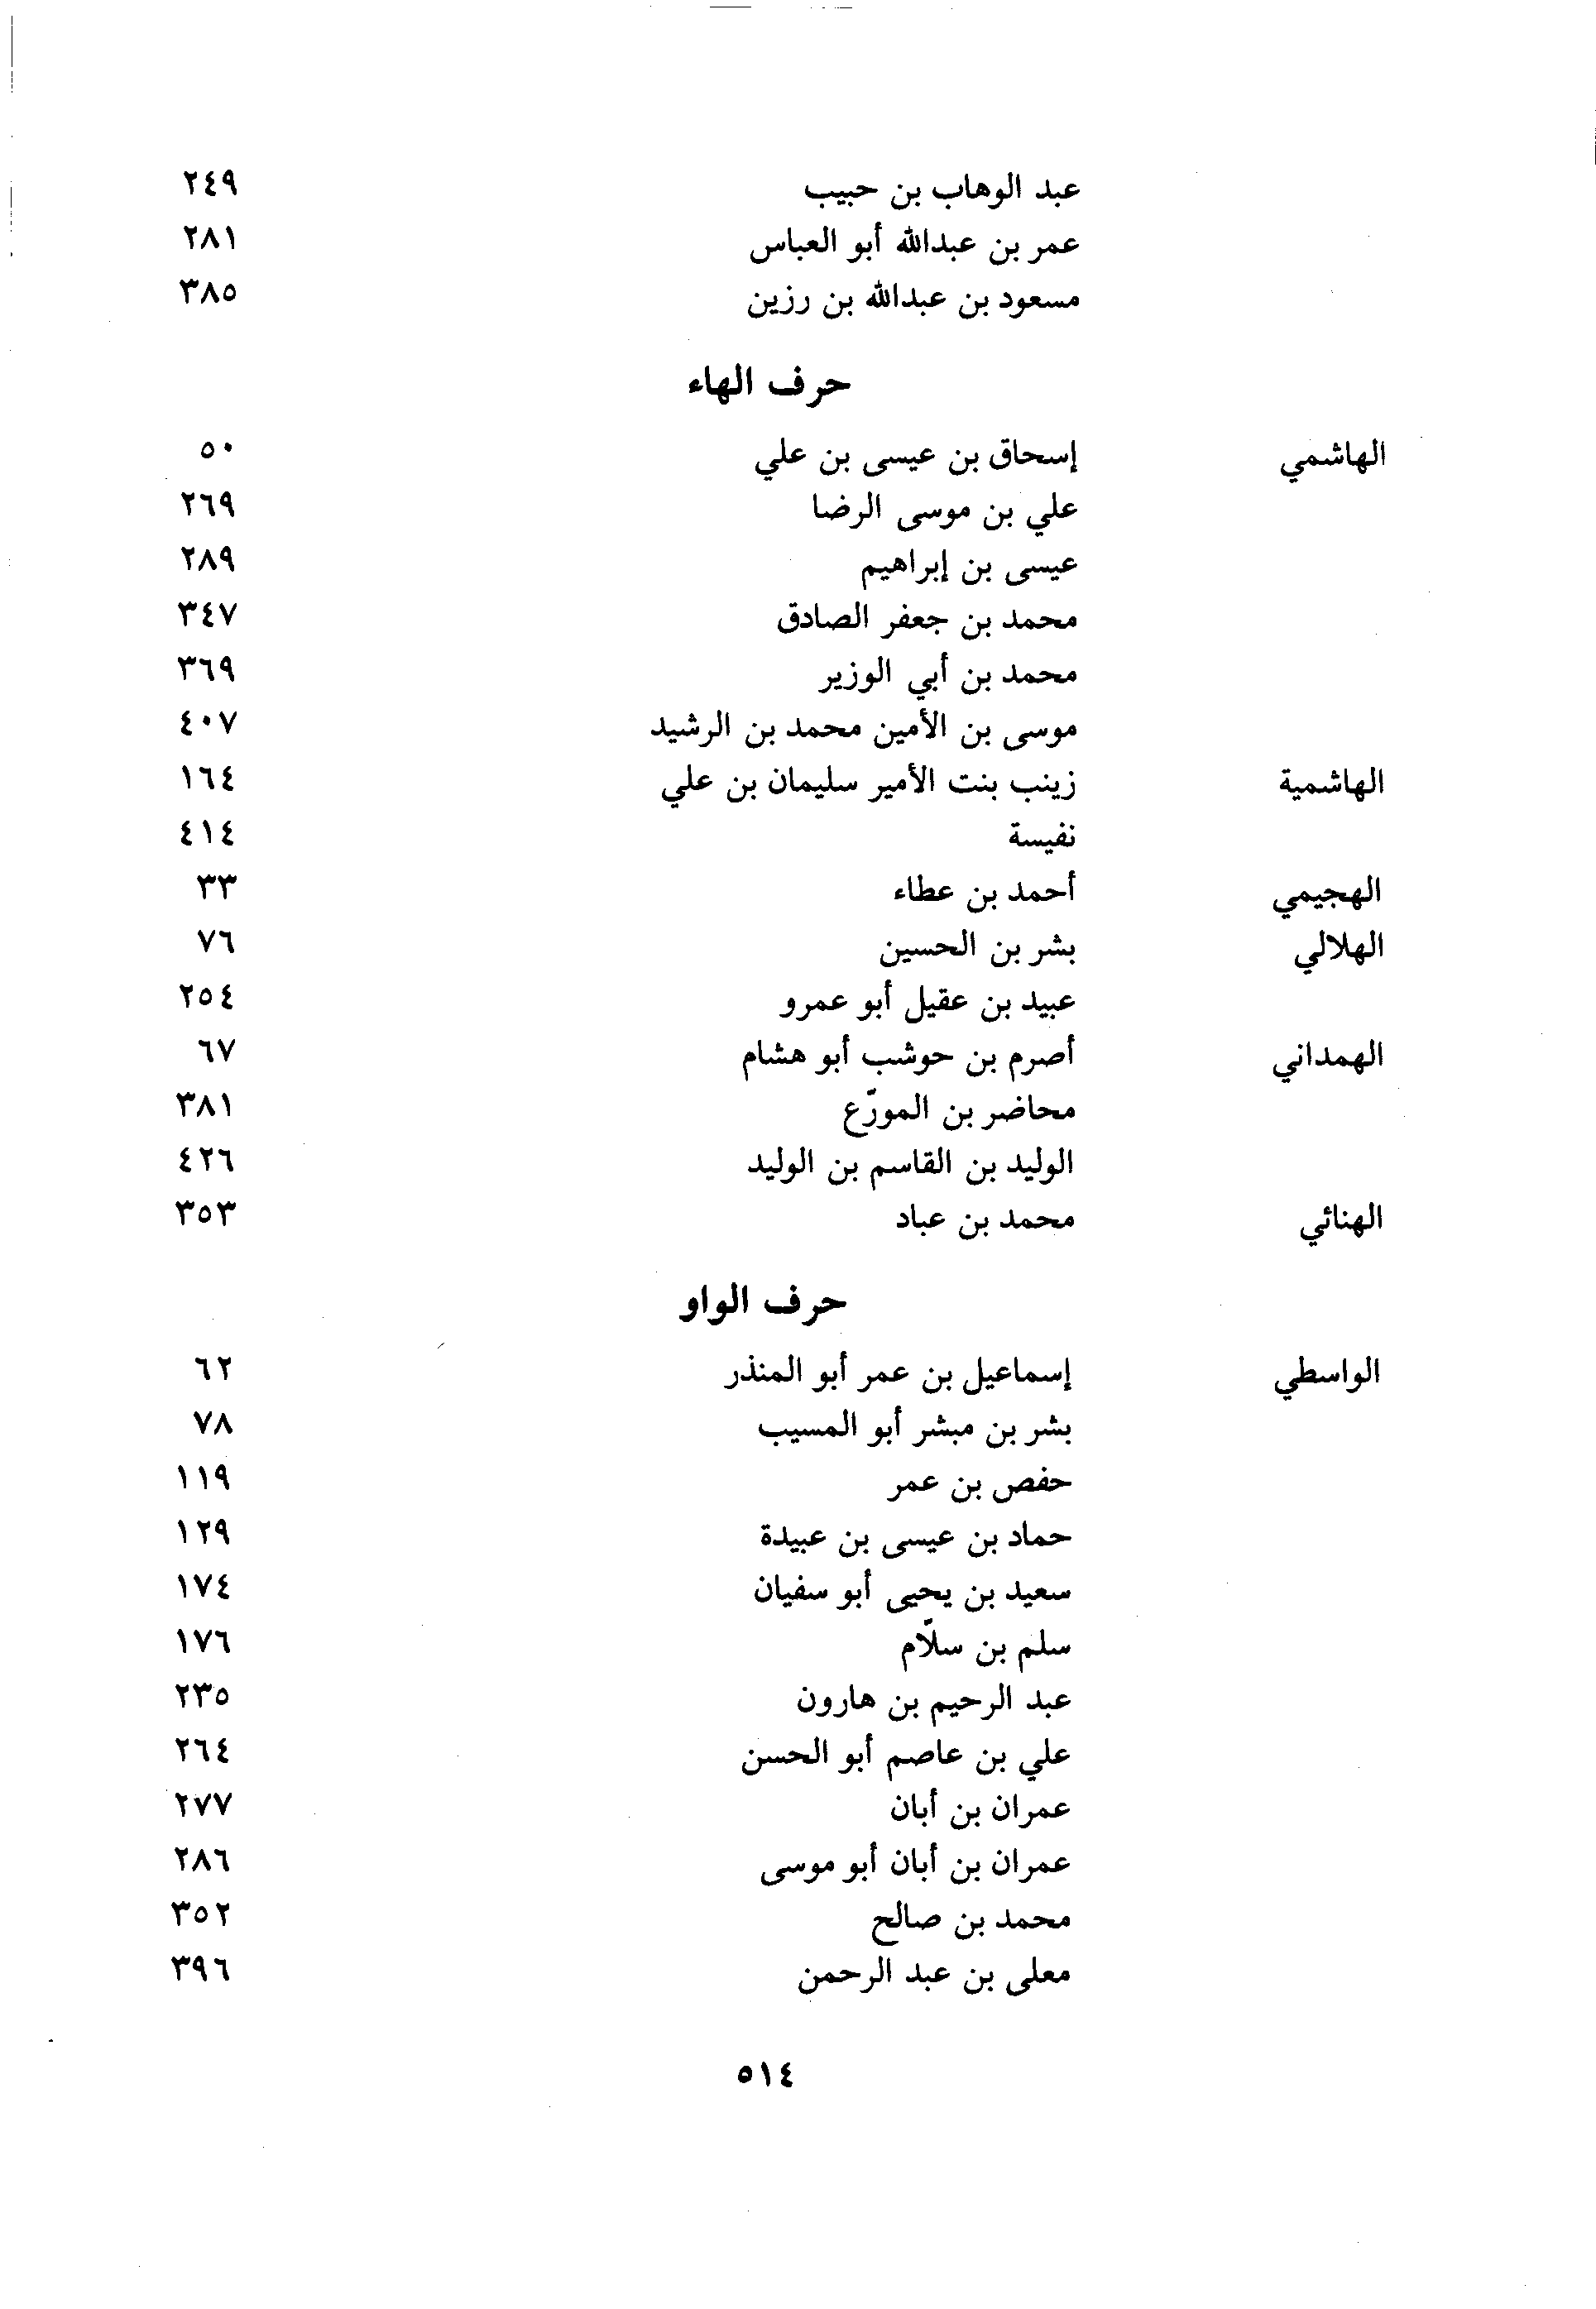 عبد الوهاب بن حبيب ٢٤٩
عمر بن عبدالله أبو العباس ٢٨١
مسعود بن عبدالله بن رزين ٣٨٥
حرف الهاء
الهاشمي إسحاق بن عيسى بن علي ٥٠
علي بن موسى الرضا ٢٦٩
عيسى بن إبراهيم ٢٨٩
محمد بن جعفر الصادق ٣٤٧
محمد بن أبي الوزير ٣٦٩
موسى بن الأمين محمد بن الرشيد ٤٠٧
الهاشمية زينب بنت الأمير سليمان بن علي ١٦٤
نفيسة ٤١٤
الهجيمي أحمد بن عطاء ٣٣
الهلالي بشر بن الحسين ٧٦
عبيد بن عقيل أبو عمرو ٢٥٤
الهمداني أصرم بن حوشب أبو هشام ٦٧
محاضر بن المورّع ٣٨١
الوليد بن القاسم بن الوليد ٤٢٦
الهنائي محمد بن عباد ٣٥٣
حرف الواو
الواسطي إسماعيل بن عمر أبو المنذر ٦٢
بشر بن مبشر أبو المسيب ٧٨
حفص بن عمر ١١٩
حماد بن عيسى بن عبيدة ١٢٩
سعيد بن يحيى أبو سفيان ١٧٤
سلم بن سلاّم ١٧٦
عبد الرحيم بن هارون ٢٣٥
علي بن عاصم أبو الحسن ٢٦٤
عمران بن أبان ٢٧٧
عمران بن أبان أبو موسى ٢٨٦
محمد بن صالح ٣٥٢
معلى بن عبد الرحمن ٣٩٦
٥١٤